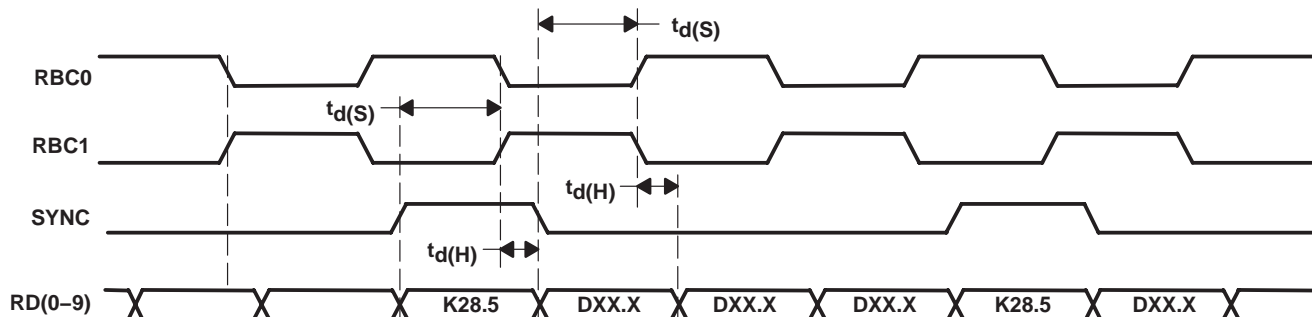 td(S)
RBC0
td(S)
RBC1
td(H)
SYNC
td(H)
RD(0–9) K28.5 DXX.X DXX.X DXX.X K28.5 DXX.X